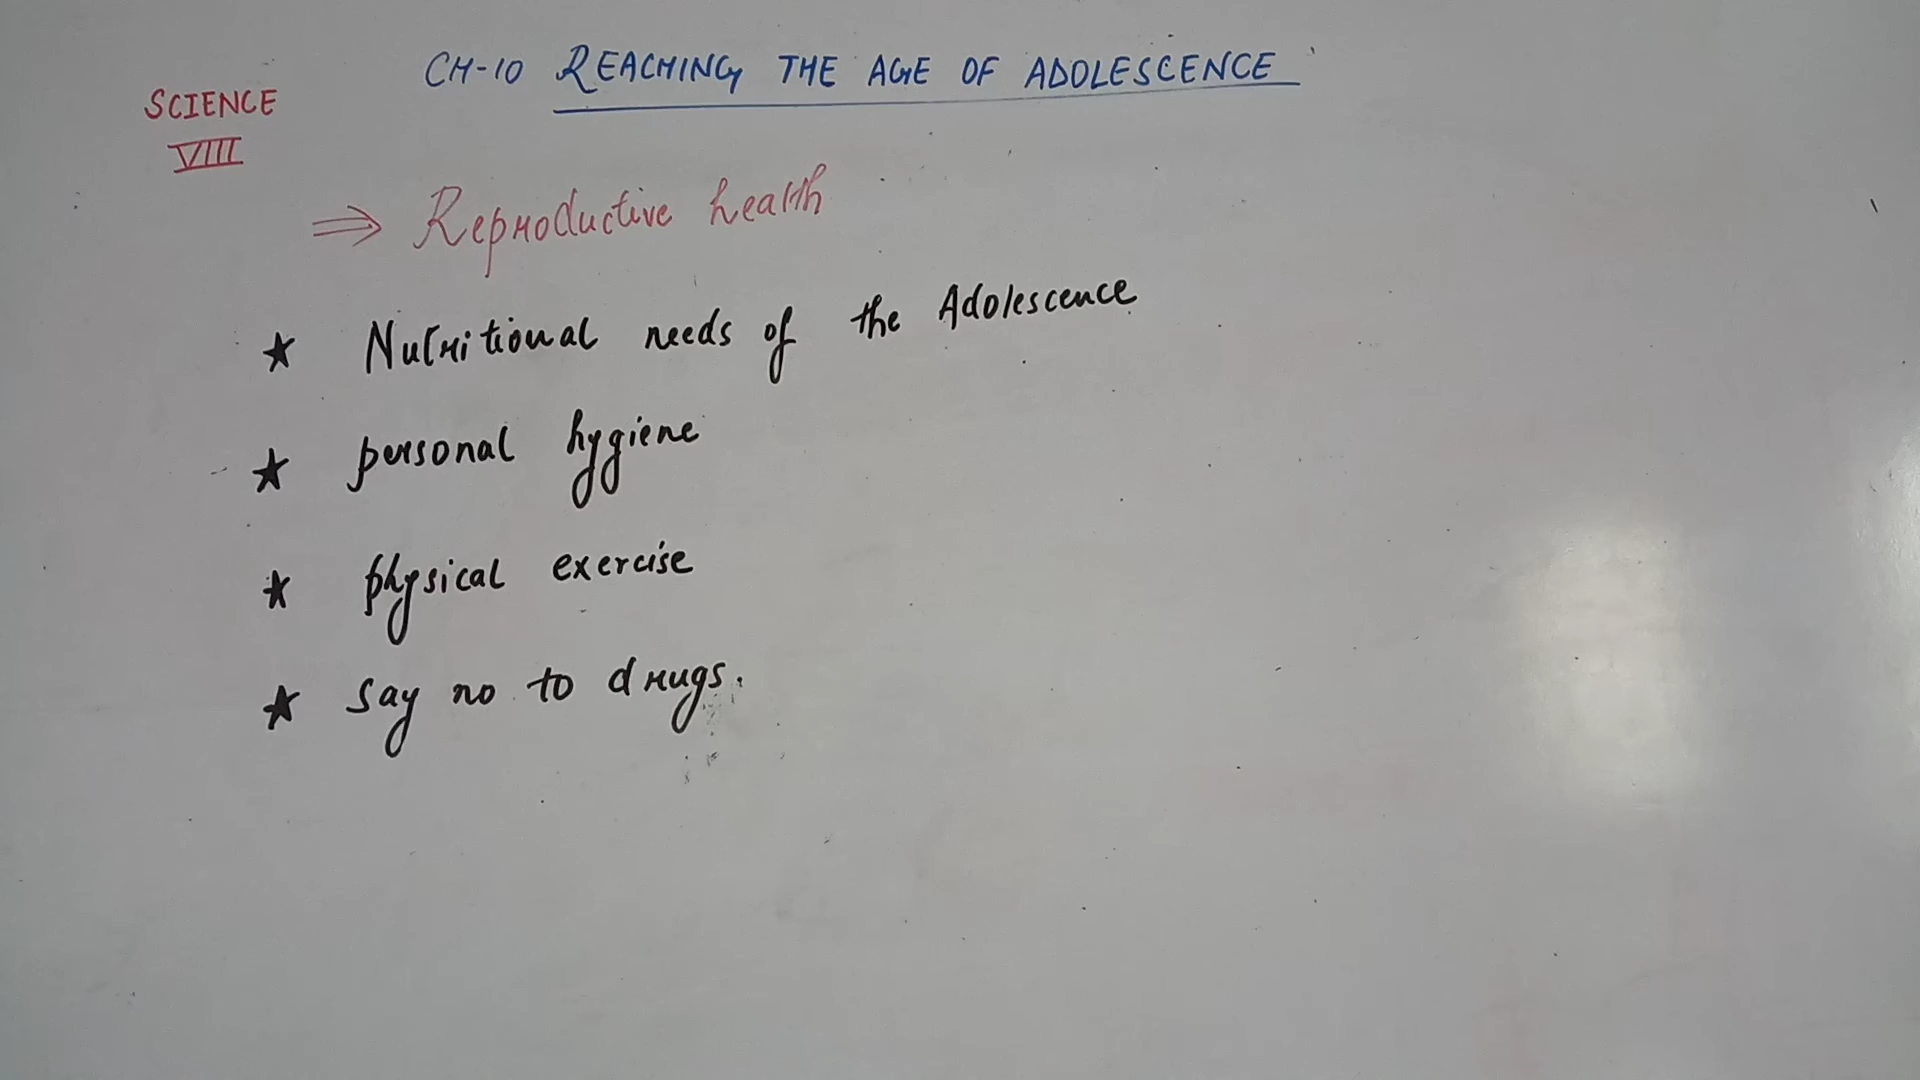 CH-10 REACHING THE AGE OF ADOLESCENCE
SCIENCE
VIII
⇒ Reproductive health
★ Nutritional needs of the Adolescence
★ personal hygiene
★ physical exercise
★ Say no to drugs.